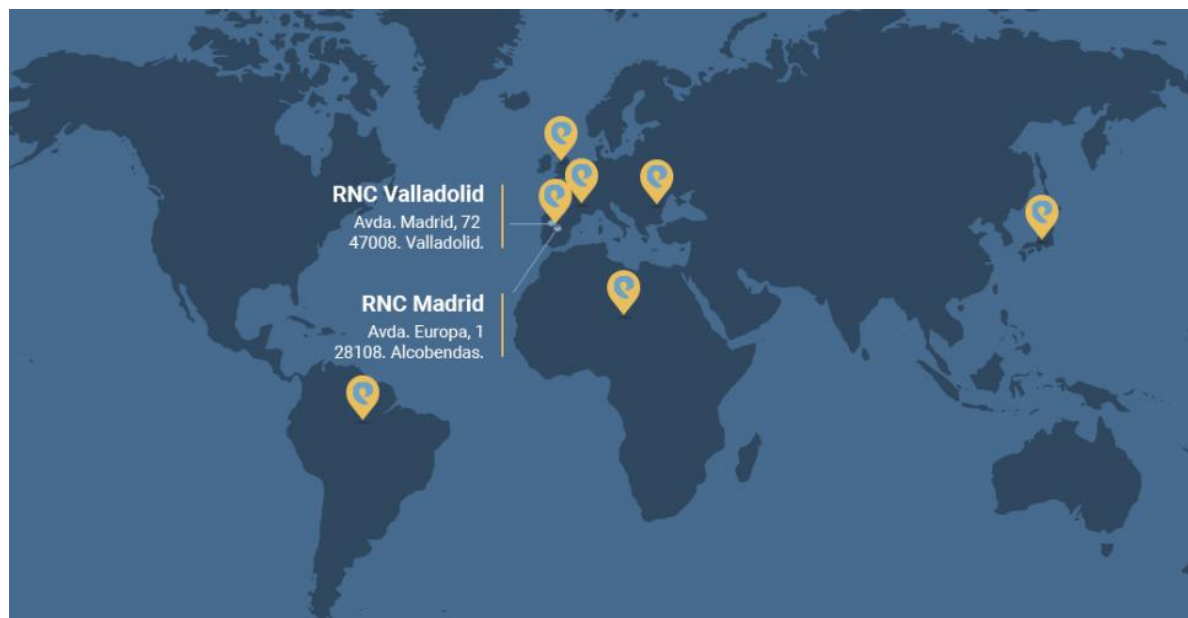 RNC Valladolid
Avda. Madrid, 72
47008. Valladolid.
RNC Madrid
Avda. Europa, 1
28108. Alcobendas.